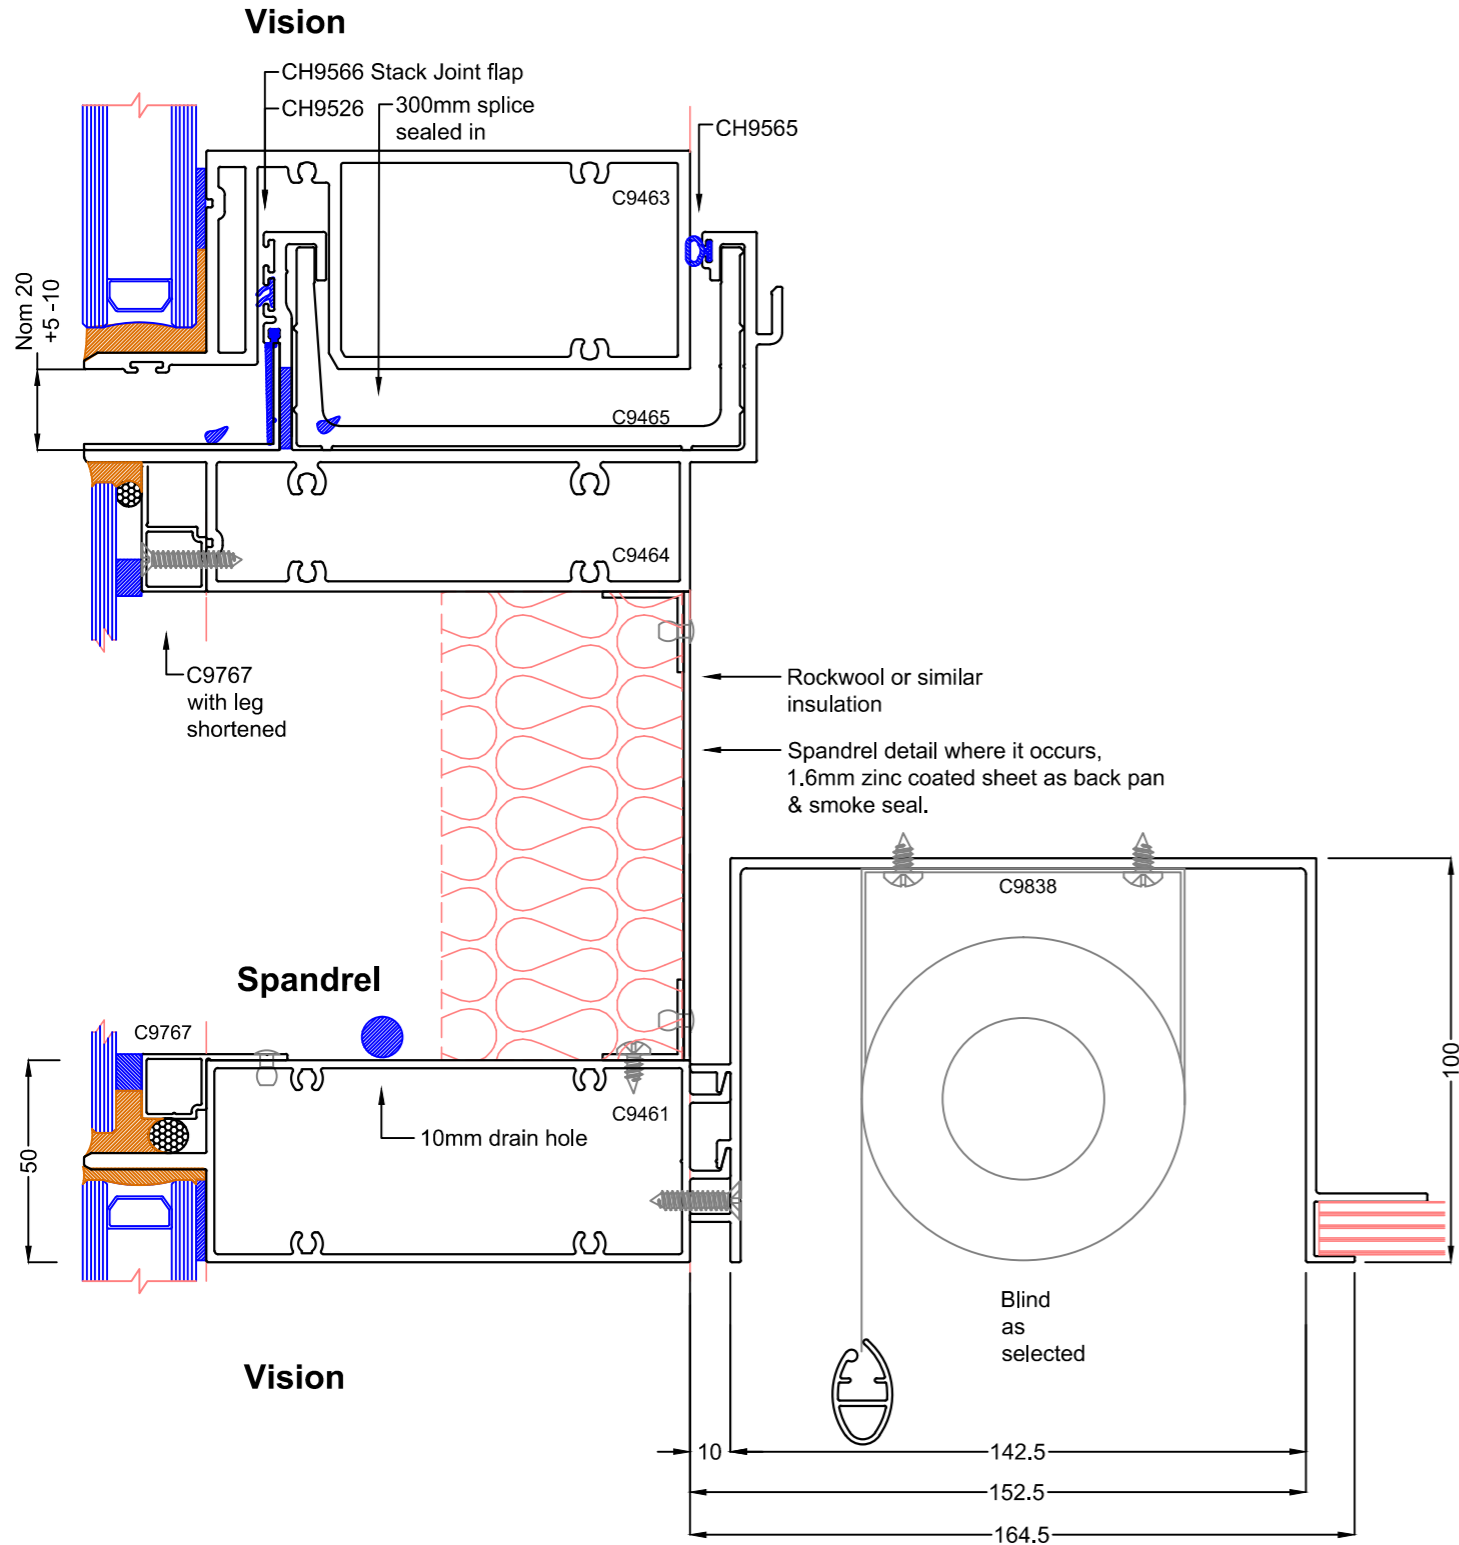 Vision
CH9566 Stack Joint flap
CH9526
300mm splice
sealed in
CH9565
C9463
Nom 20
+5 -10
C9465
C9464
C9767
with leg
shortened
Rockwool or similar
insulation
Spandrel detail where it occurs,
1.6mm zinc coated sheet as back pan
& smoke seal.
C9838
Spandrel
C9767
C9461
10mm drain hole
50
100
Blind
as
selected
Vision
10
142.5
152.5
164.5